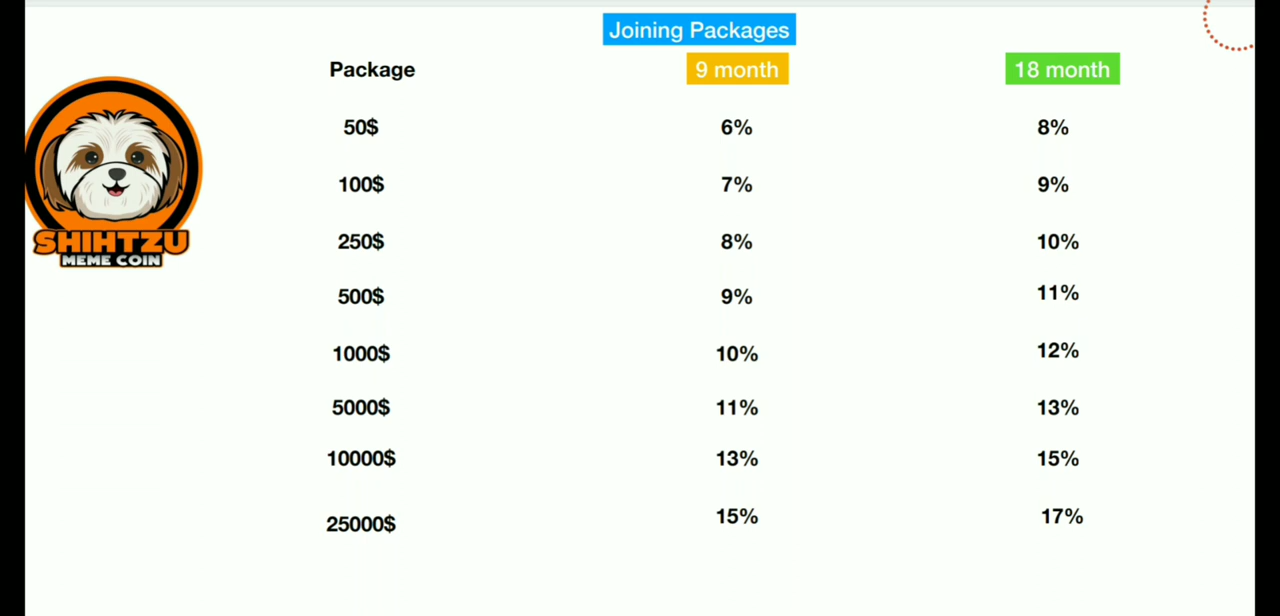 Joining Packages
Package 9 month 18 month
50$ 6% 8%
100$ 7% 9%
250$ 8% 10%
500$ 9% 11%
1000$ 10% 12%
5000$ 11% 13%
10000$ 13% 15%
25000$ 15% 17%
SHIHTZU
MEME COIN